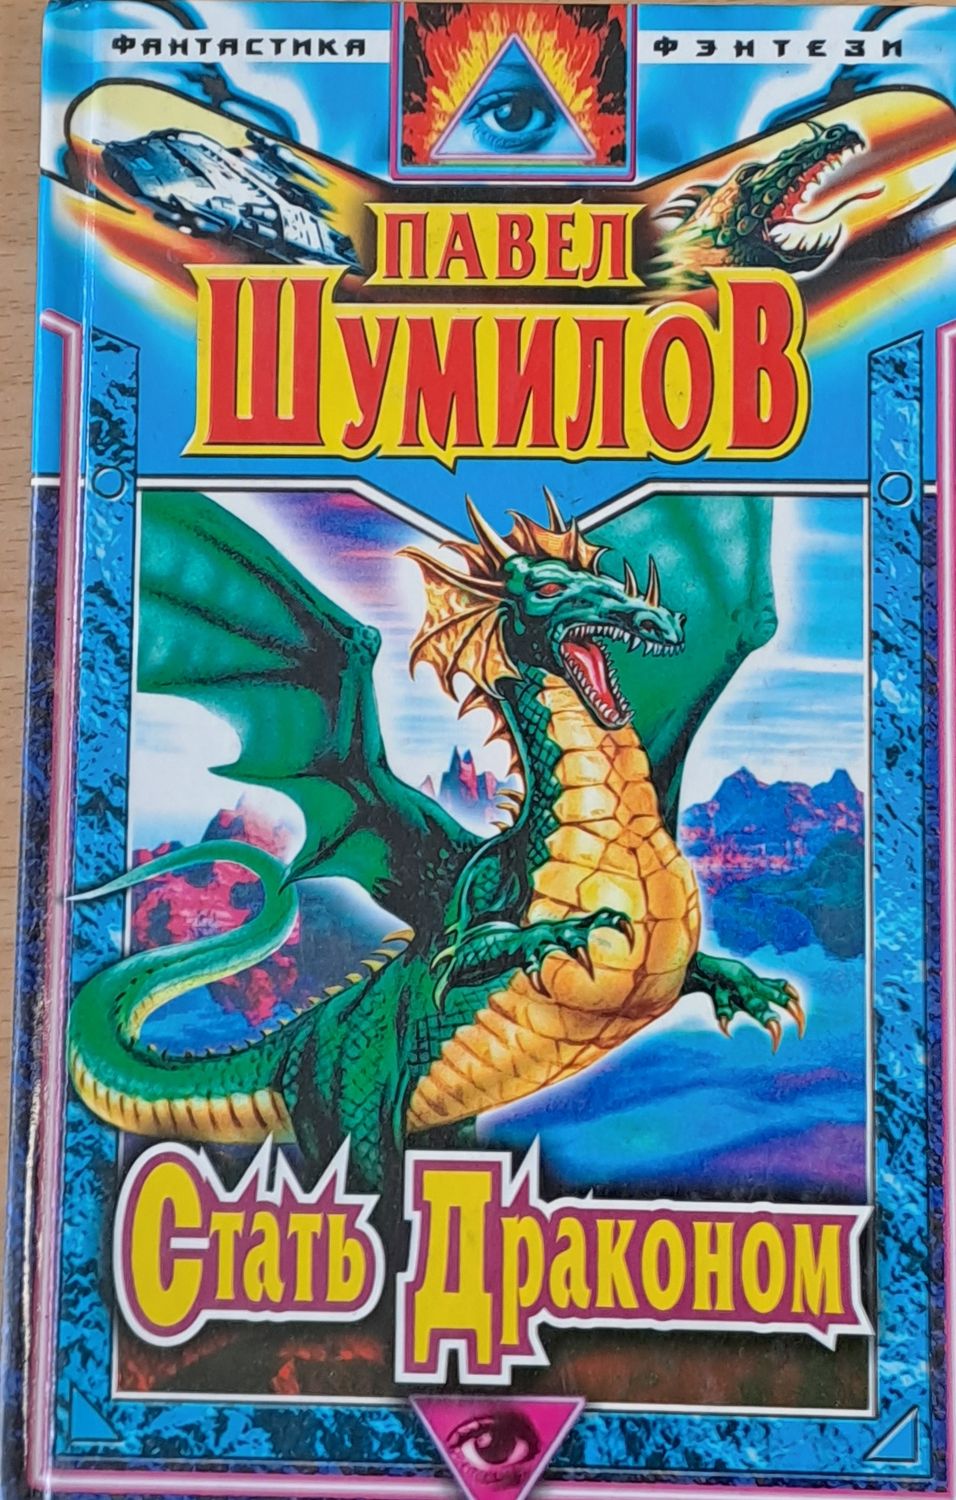 ФАНТАСТИКА
ФЭНТЕЗИ
ПАВЕЛ
ШУМИЛОВ
Стать Драконом